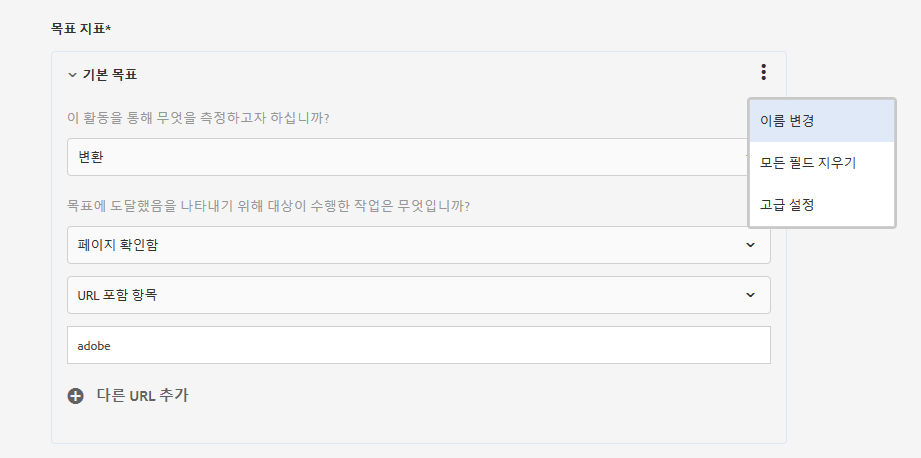 목표 지표*
기본 목표
이 활동을 통해 무엇을 측정하고자 하십니까?
이름 변경
변환
모든 필드 지우기
목표에 도달했음을 나타내기 위해 대상이 수행한 작업은 무엇입니까?
고급 설정
페이지 확인함
URL 포함 항목
adobe
다른 URL 추가